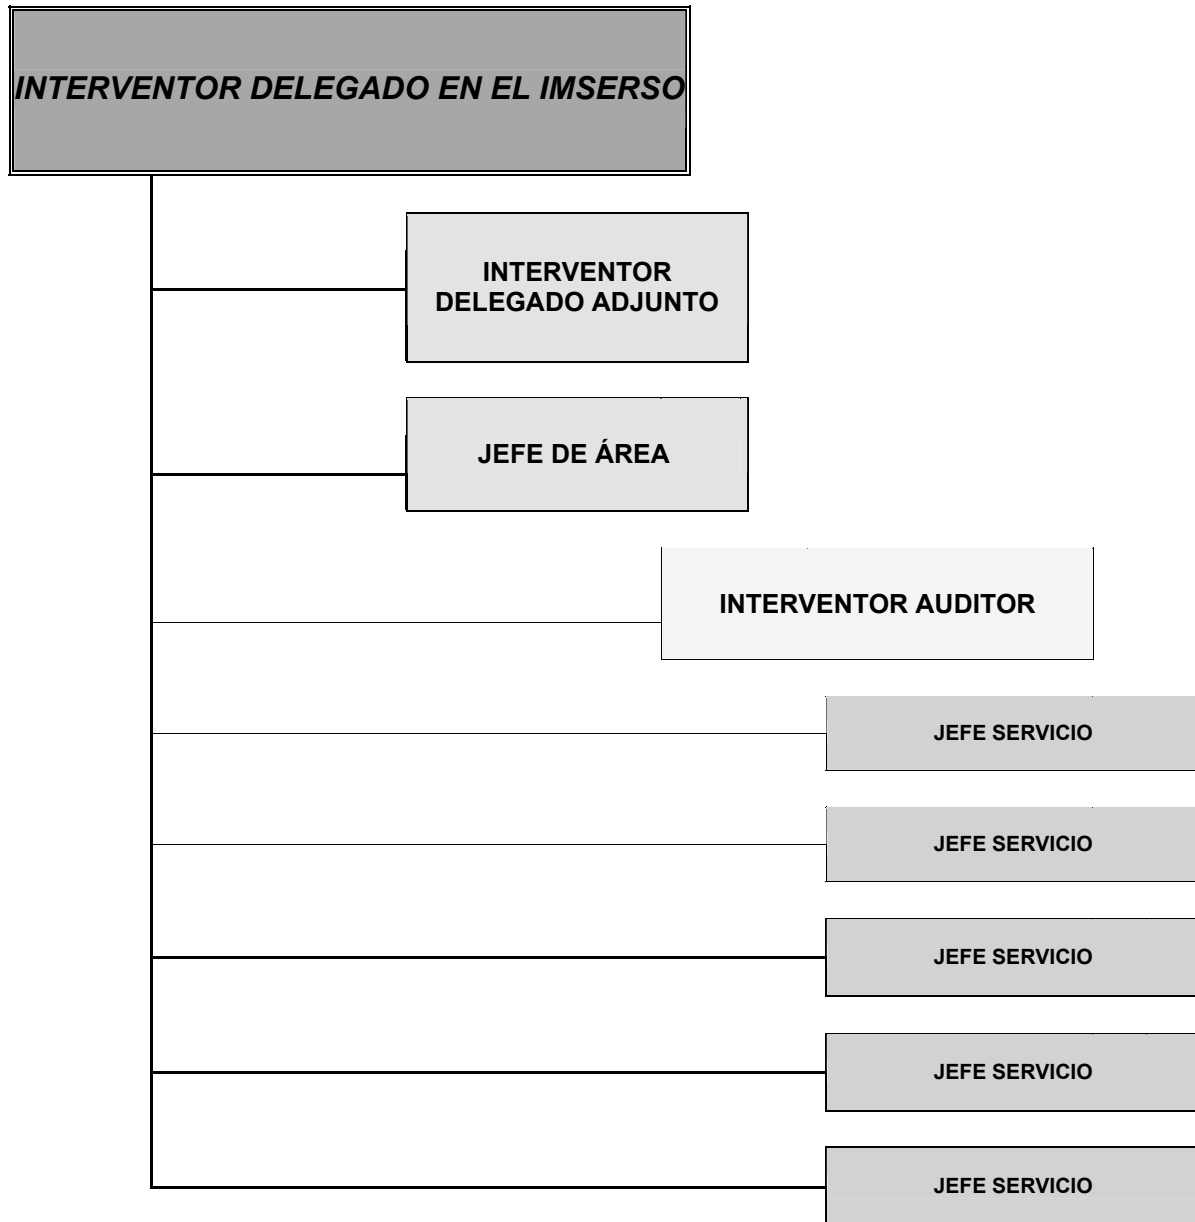 INTERVENTOR DELEGADO EN EL IMSERSO
INTERVENTOR
DELEGADO ADJUNTO
JEFE DE ÁREA
INTERVENTOR AUDITOR
JEFE SERVICIO
JEFE SERVICIO
JEFE SERVICIO
JEFE SERVICIO
JEFE SERVICIO